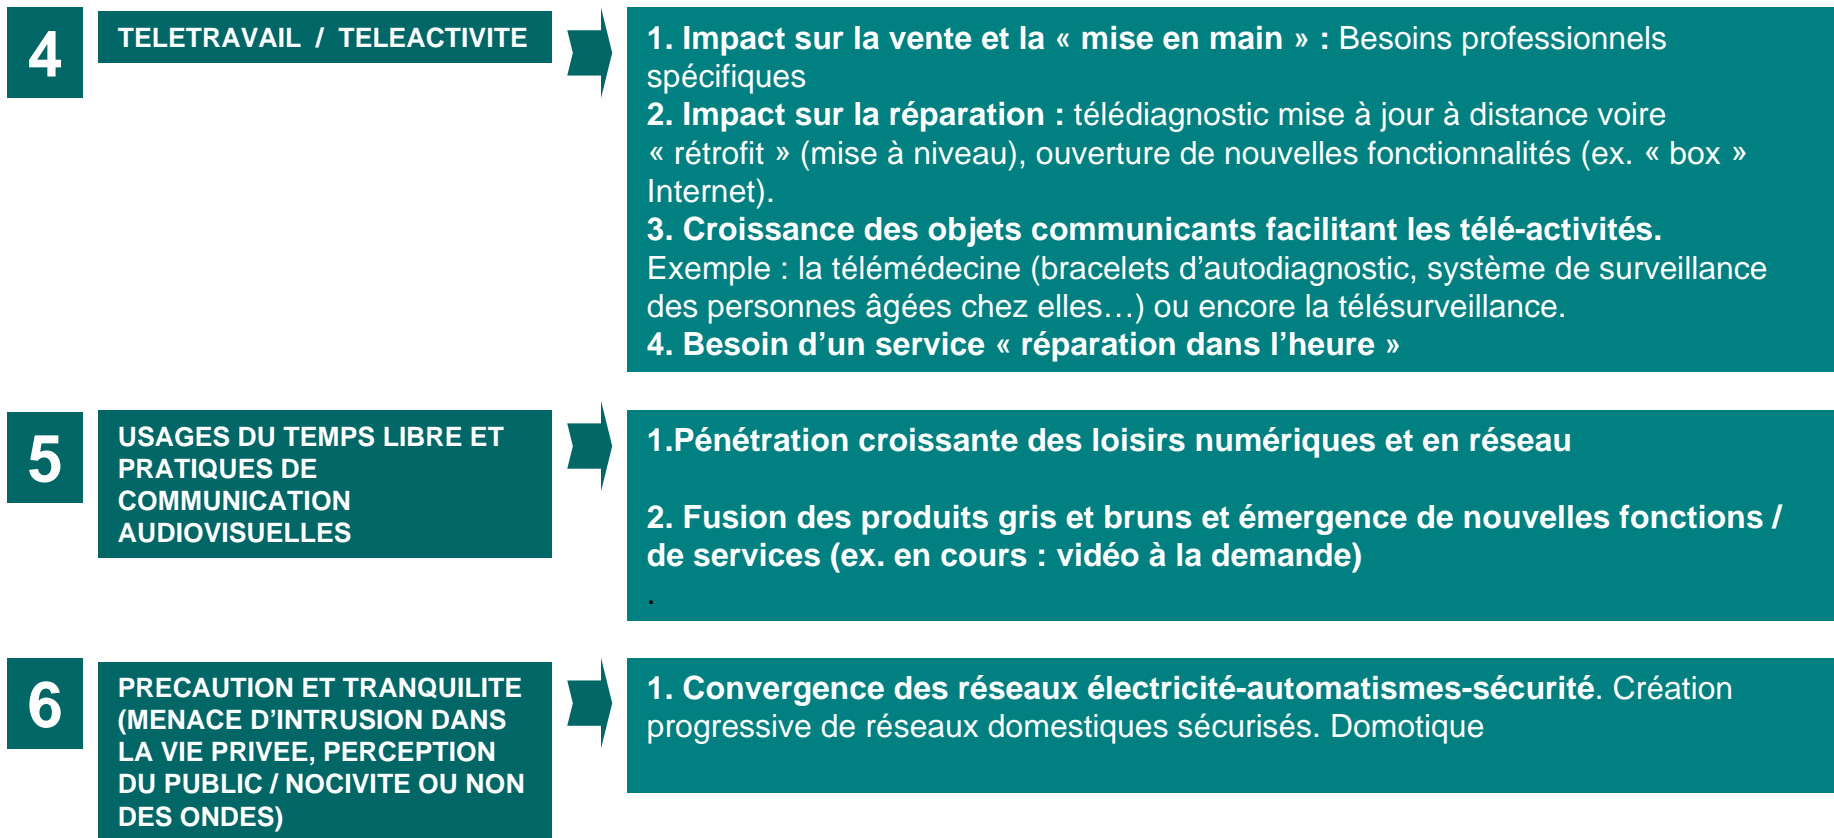 4
TELETRAVAIL / TELEACTIVITE
1. Impact sur la vente et la « mise en main » : Besoins professionnels
spécifiques
2. Impact sur la réparation : télédiagnostic mise à jour à distance voire
« rétrofit » (mise à niveau), ouverture de nouvelles fonctionnalités (ex. « box »
Internet).
3. Croissance des objets communicants facilitant les télé-activités.
Exemple : la télémédecine (bracelets d’autodiagnostic, système de surveillance
des personnes âgées chez elles…) ou encore la télésurveillance.
4. Besoin d’un service « réparation dans l’heure »
5
USAGES DU TEMPS LIBRE ET
PRATIQUES DE
COMMUNICATION
AUDIOVISUELLES
1.Pénétration croissante des loisirs numériques et en réseau
2. Fusion des produits gris et bruns et émergence de nouvelles fonctions /
de services (ex. en cours : vidéo à la demande)
.
6
PRECAUTION ET TRANQUILITE
(MENACE D’INTRUSION DANS
LA VIE PRIVEE, PERCEPTION
DU PUBLIC / NOCIVITE OU NON
DES ONDES)
1. Convergence des réseaux électricité-automatismes-sécurité. Création
progressive de réseaux domestiques sécurisés. Domotique